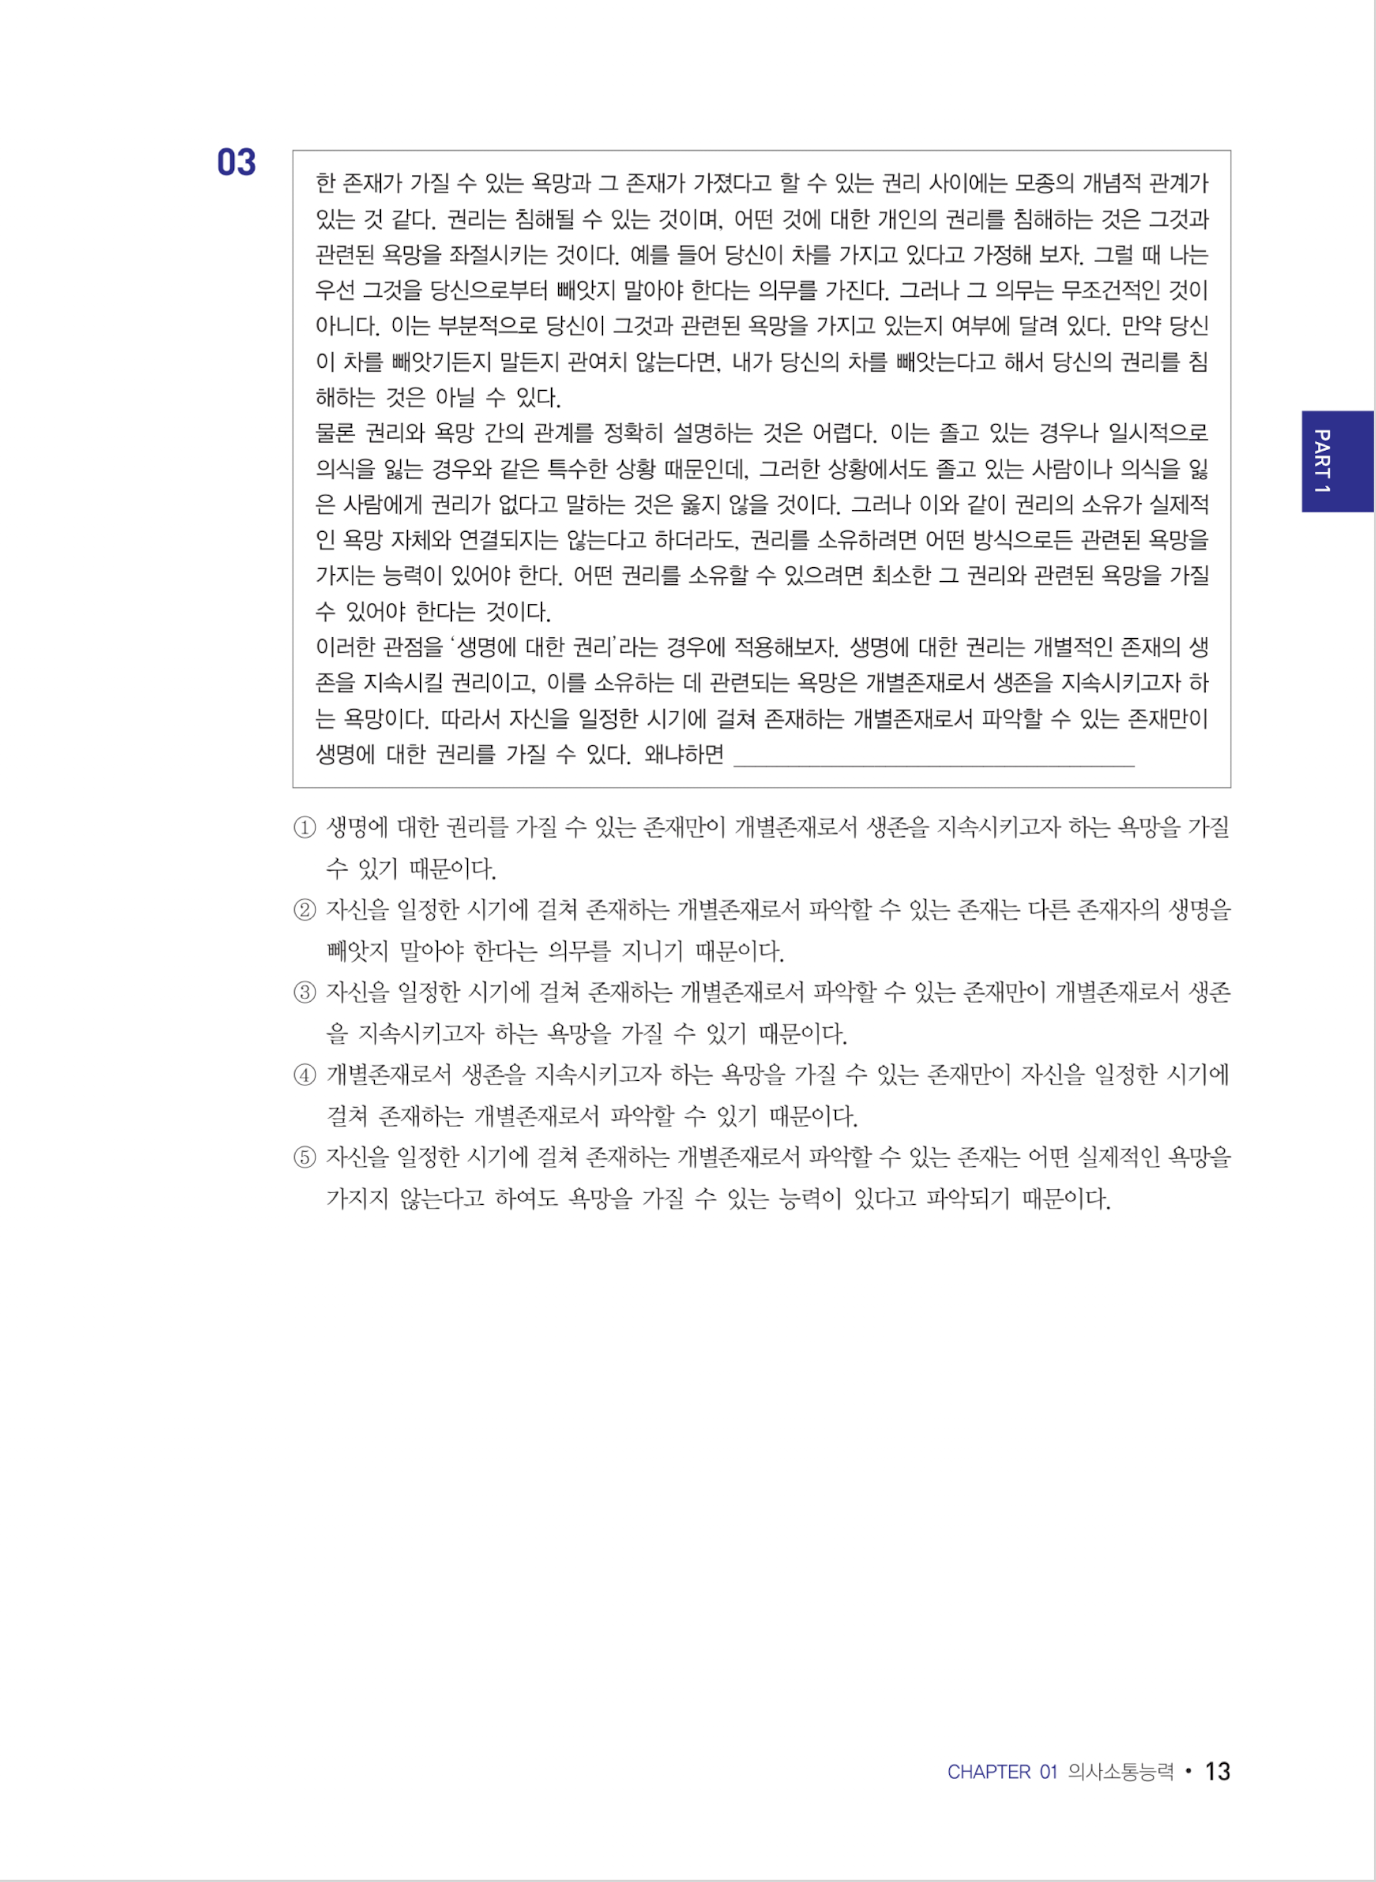 03
한 존재가 가질 수 있는 욕망과 그 존재가 가졌다고 할 수 있는 권리 사이에는 모종의 개념적 관계가
있는 것 같다. 권리는 침해될 수 있는 것이며, 어떤 것에 대한 개인의 권리를 침해하는 것은 그것과
관련된 욕망을 좌절시키는 것이다. 예를 들어 당신이 차를 가지고 있다고 가정해 보자. 그럴 때 나는
우선 그것을 당신으로부터 빼앗지 말아야 한다는 의무를 가진다. 그러나 그 의무는 무조건적인 것이
아니다. 이는 부분적으로 당신이 그것과 관련된 욕망을 가지고 있는지 여부에 달려 있다. 만약 당신
이 차를 빼앗기든지 말든지 관여치 않는다면, 내가 당신의 차를 빼앗는다고 해서 당신의 권리를 침
해하는 것은 아닐 수 있다.
물론 권리와 욕망 간의 관계를 정확히 설명하는 것은 어렵다. 이는 졸고 있는 경우나 일시적으로
의식을 잃는 경우와 같은 특수한 상황 때문인데, 그러한 상황에서도 졸고 있는 사람이나 의식을 잃
은 사람에게 권리가 없다고 말하는 것은 옳지 않을 것이다. 그러나 이와 같이 권리의 소유가 실제적
인 욕망 자체와 연결되지는 않는다고 하더라도, 권리를 소유하려면 어떤 방식으로든 관련된 욕망을
가지는 능력이 있어야 한다. 어떤 권리를 소유할 수 있으려면 최소한 그 권리와 관련된 욕망을 가질
수 있어야 한다는 것이다.
이러한 관점을 ‘생명에 대한 권리’라는 경우에 적용해보자. 생명에 대한 권리는 개별적인 존재의 생
존을 지속시킬 권리이고, 이를 소유하는 데 관련되는 욕망은 개별존재로서 생존을 지속시키고자 하
는 욕망이다. 따라서 자신을 일정한 시기에 걸쳐 존재하는 개별존재로서 파악할 수 있는 존재만이
생명에 대한 권리를 가질 수 있다. 왜냐하면 ____________________
① 생명에 대한 권리를 가질 수 있는 존재만이 개별존재로서 생존을 지속시키고자 하는 욕망을 가질
수 있기 때문이다.
② 자신을 일정한 시기에 걸쳐 존재하는 개별존재로서 파악할 수 있는 존재는 다른 존재자의 생명을
빼앗지 말아야 한다는 의무를 지니기 때문이다.
③ 자신을 일정한 시기에 걸쳐 존재하는 개별존재로서 파악할 수 있는 존재만이 개별존재로서 생존
을 지속시키고자 하는 욕망을 가질 수 있기 때문이다.
④ 개별존재로서 생존을 지속시키고자 하는 욕망을 가질 수 있는 존재만이 자신을 일정한 시기에
걸쳐 존재하는 개별존재로서 파악할 수 있기 때문이다.
⑤ 자신을 일정한 시기에 걸쳐 존재하는 개별존재로서 파악할 수 있는 존재는 어떤 실제적인 욕망을
가지지 않는다고 하여도 욕망을 가질 수 있는 능력이 있다고 파악되기 때문이다.
PART 1
CHAPTER 01 의사소통능력 • 13